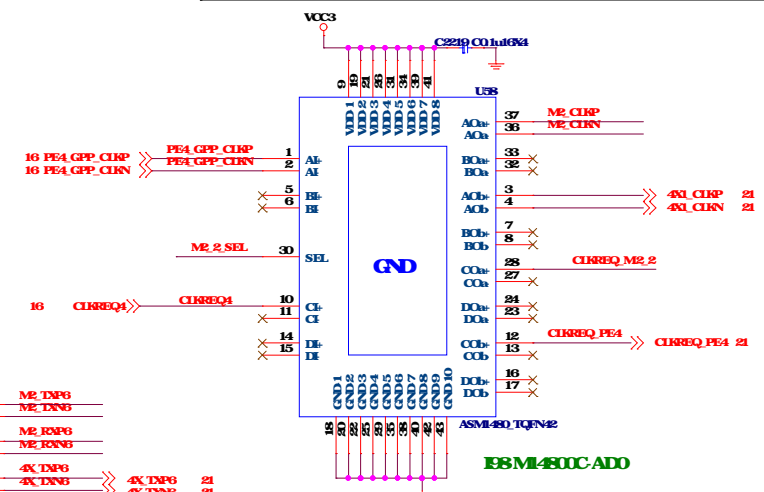 VCC3
C2219 C0.1u16X4
9 19 21 26 31 34 39 41
U58
VDD1 VDD2 VDD3 VDD4 VDD5 VDD6 VDD7 VDD8
AOa+ 37 M2_CLKP
AOa- 36 M2_CLKN
16 PE4_GPP_CLKP PE4_GPP_CLKP 1 AI+
16 PE4_GPP_CLKN PE4_GPP_CLKN 2 AI-
BOa+ 33
BOa- 32
5 BI+
6 BI-
AOb+ 3 4X1_CLKP 21
AOb- 4 4X1_CLKN 21
BOb+ 7
BOb- 8
M2_2_SEL 30 SEL
GND
COa+ 28 CLKREQ_M2_2
COa- 27
16 CLKREQ4 CLKREQ4 10 CI+
11 CI-
DOa+ 24
DOa- 23
14 DI+
15 DI-
COb+ 12 CLKREQ_PE4 CLKREQ_PE4 21
COb- 13
DOb+ 16
DOb- 17
GND1 GND2 GND3 GND4 GND5 GND6 GND7 GND8 GND9 GND10
18 20 22 25 29 35 38 40 42 43
ASM1480_TQFN42
I98-M14800C-AD0
M2_TXP6
M2_TXN6
M2_RXP6
M2_RXN6
4X_TXP6 4X_TXP6 21
4X_TXN6 4X_TXN6 21